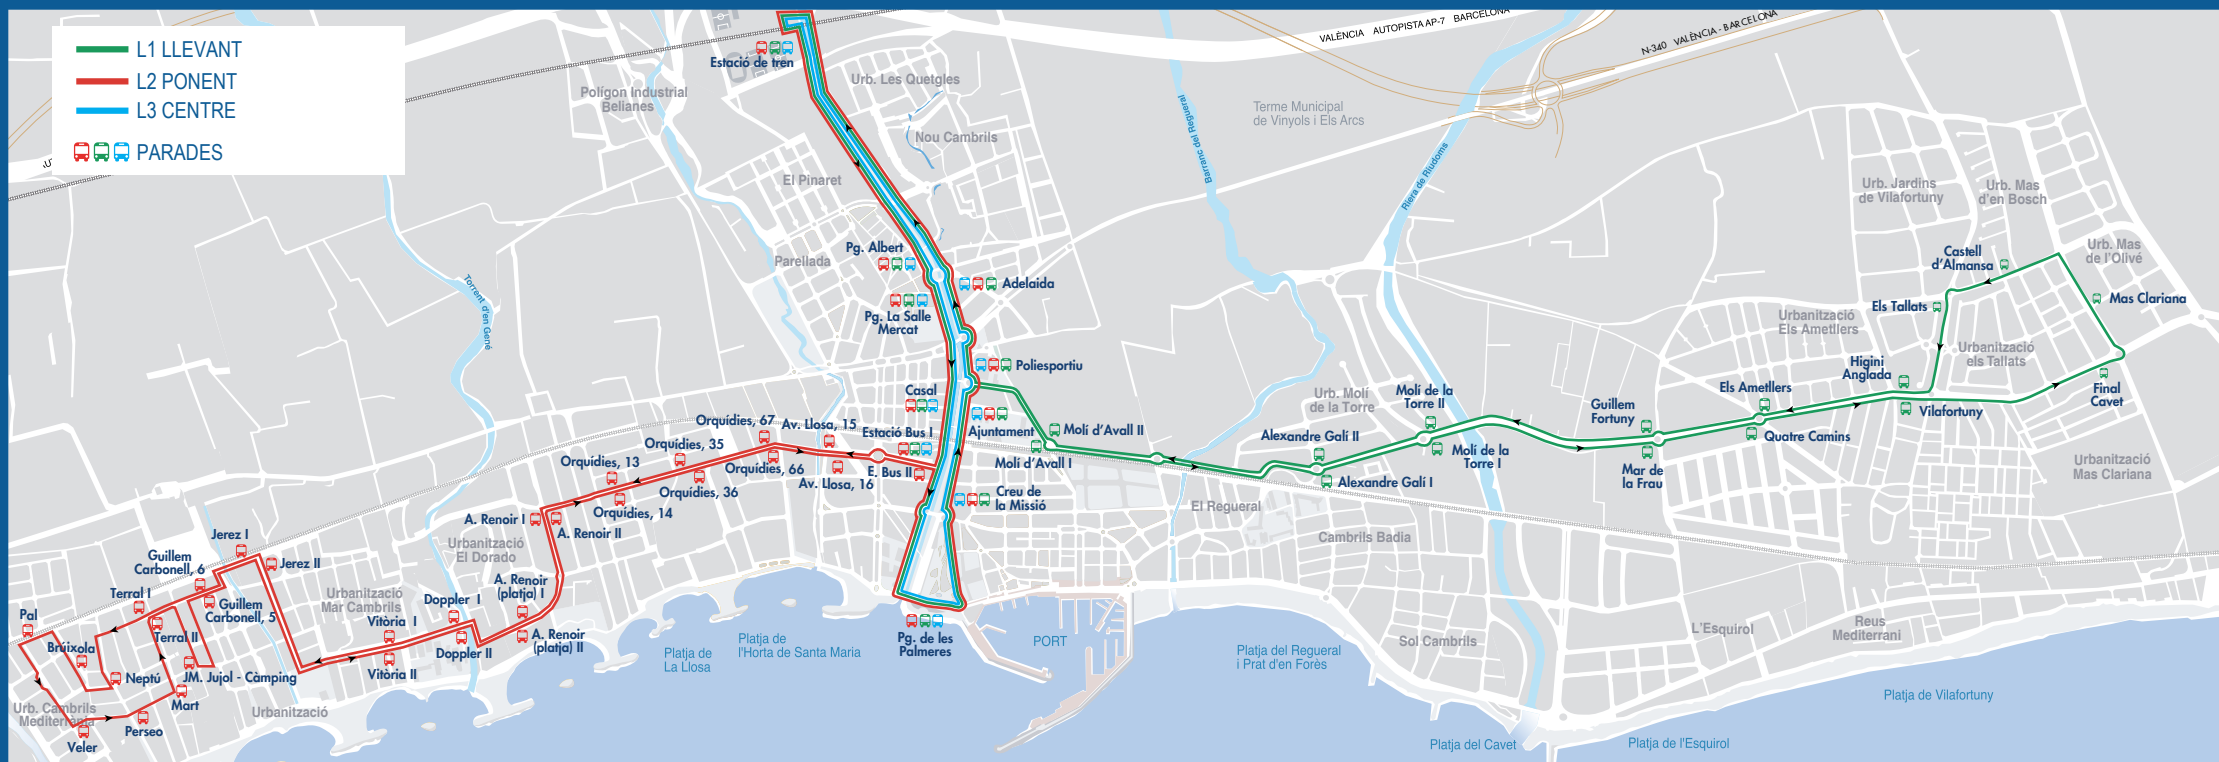 L1 LLEVANT
L2 PONENT
L3 CENTRE
PARADES
Estació de tren
Polígon Industrial
Belianes
Urb. Les Quetgles
Nou Cambrils
El Pinaret
Parellada
VALÈNCIA AUTOPISTA AP-7 BARCELONA
N-340 VALÈNCIA - BARCELONA
Terme Municipal
de Vinyols i Els Arcs
Barranc del Regueral
Riera de Riudoms
Torrent d'en Gené
Urb. Jardins
de Vilafortuny
Urb. Mas
d'en Bosch
Urb. Mas
de l'Olivé
Castell
d'Almansa
Els Tallats
Mas Clariana
Urbanització
Els Ametllers
Urbanització
els Tallats
Higini
Anglada
Final
Cavet
Vilafortuny
Els Ametllers
Quatre Camins
Guillem
Fortuny
Mar de
la Frau
Urbanització
Mas Clariana
Pg. Albert
Adelaida
Pg. La Salle
Mercat
Poliesportiu
Casal
Ajuntament
Estació Bus I
E. Bus II
Creu de
la Missió
Molí d'Avall II
Molí d'Avall I
Urb. Molí
de la Torre
Molí de la
Torre II
Molí de la
Torre I
Alexandre Galí II
Alexandre Galí I
El Regueral
Cambrils Badia
Orquídies, 67
Av. Llosa, 15
Orquídies, 35
Orquídies, 66
Av. Llosa, 16
Orquídies, 13
Orquídies, 36
Orquídies, 14
A. Renoir I
A. Renoir II
Urbanització
El Dorado
A. Renoir
(platja) I
A. Renoir
(platja) II
Doppler I
Doppler II
Urbanització
Mar Cambrils
Vitòria I
Vitòria II
Jerez I
Jerez II
Guillem
Carbonell, 6
Guillem
Carbonell, 5
Terral I
Terral II
Pal
Brúixola
Neptú
JM. Jujol - Càmping
Mart
Perseo
Veler
Urb. Cambrils
Mediterrània
Urbanització
Pg. de les
Palmeres
PORT
Platja de
La Llosa
Platja de
l'Horta de Santa Maria
Platja del Regueral
i Prat d'en Forès
Sol Cambrils
L'Esquirol
Reus
Mediterrani
Platja de Vilafortuny
Platja del Cavet
Platja de l'Esquirol